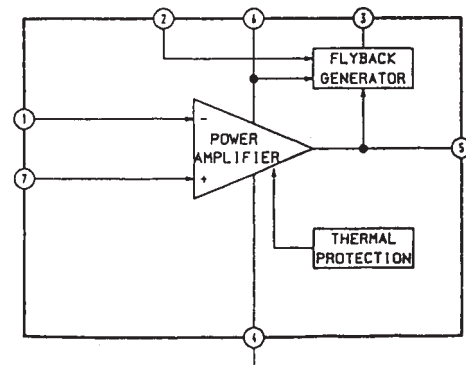 2 6 3
FLYBACK
GENERATOR
1
-
POWER
AMPLIFIER
5
7
+
THERMAL
PROTECTION
4